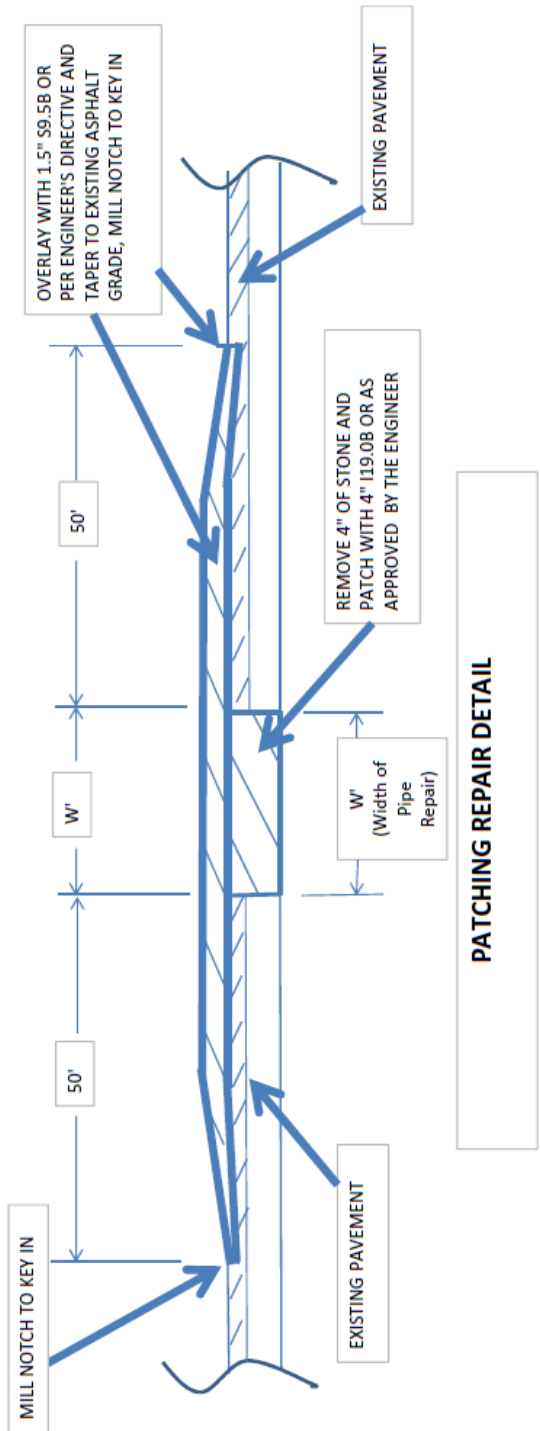 MILL NOTCH TO KEY IN
50'
W'
50'
OVERLAY WITH 1.5" S9.5B OR
PER ENGINEER'S DIRECTIVE AND
TAPER TO EXISTING ASPHALT
GRADE, MILL NOTCH TO KEY IN
EXISTING PAVEMENT
W'
(Width of
Pipe
Repair)
REMOVE 4" OF STONE AND
PATCH WITH 4" I19.0B OR AS
APPROVED BY THE ENGINEER
EXISTING PAVEMENT
PATCHING REPAIR DETAIL